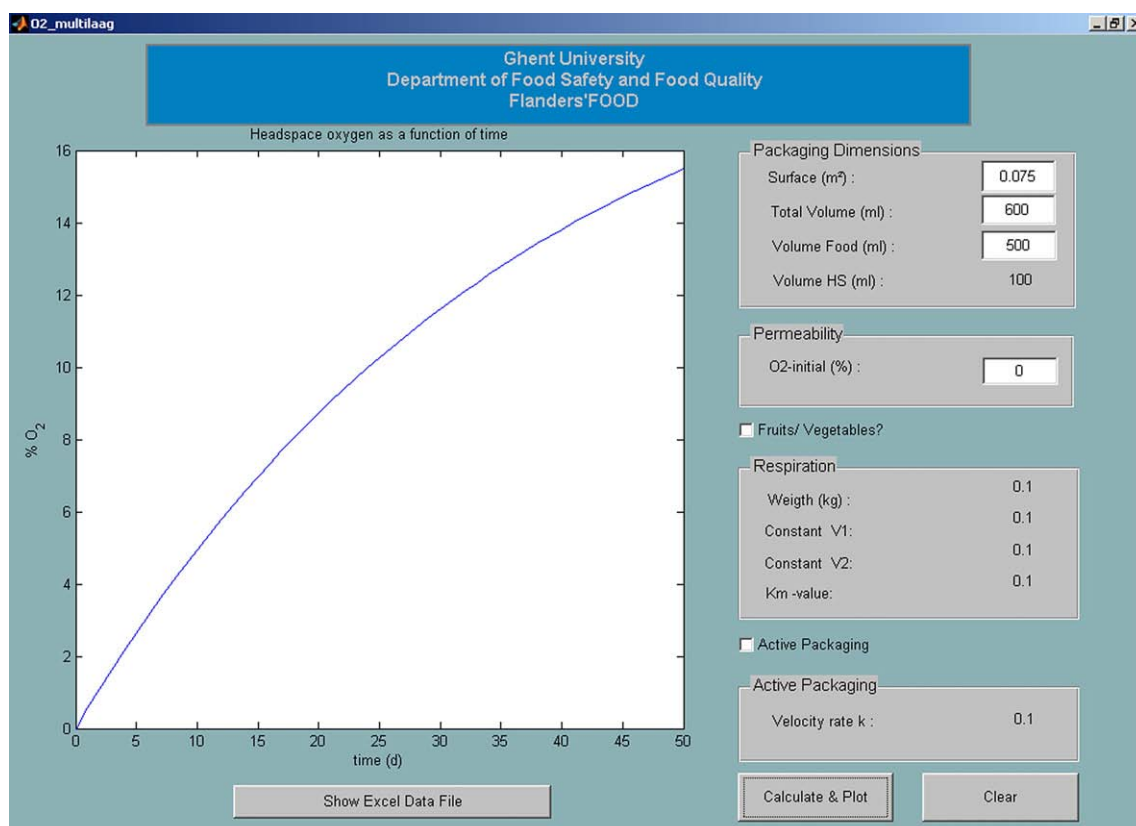 O2_multilaag
Ghent University
Department of Food Safety and Food Quality
Flanders'FOOD
Headspace oxygen as a function of time
16
14
12
10
8
6
4
2
0
% O₂
0 5 10 15 20 25 30 35 40 45 50
time (d)
Show Excel Data File
Packaging Dimensions
Surface (m²) : 0.075
Total Volume (ml) : 600
Volume Food (ml) : 500
Volume HS (ml) : 100
Permeability
O2-initial (%) : 0
Fruits/ Vegetables?
Respiration
Weigth (kg) : 0.1
Constant V1: 0.1
Constant V2: 0.1
Km -value: 0.1
Active Packaging
Active Packaging
Velocity rate k : 0.1
Calculate & Plot Clear